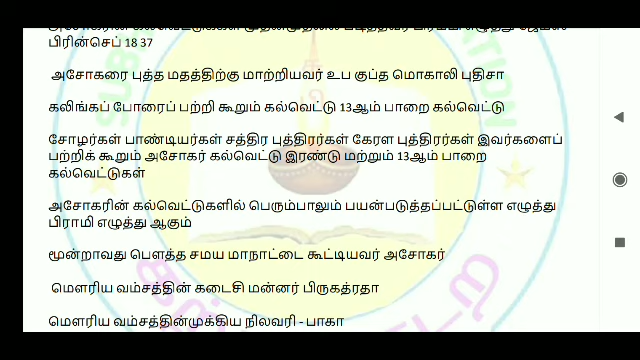 பிரின்செப் 18 37
அசோகரை புத்த மதத்திற்கு மாற்றியவர் உப குப்த மொகாலி புதிசா
கலிங்கப் போரைப் பற்றி கூறும் கல்வெட்டு 13ஆம் பாறை கல்வெட்டு
சோழர்கள் பாண்டியர்கள் சத்திர புத்திரர்கள் கேரள புத்திரர்கள் இவர்களைப்
பற்றிக் கூறும் அசோகர் கல்வெட்டு இரண்டு மற்றும் 13ஆம் பாறை
கல்வெட்டுகள்
அசோகரின் கல்வெட்டுகளில் பெரும்பாலும் பயன்படுத்தப்பட்டுள்ள எழுத்து
பிராமி எழுத்து ஆகும்
மூன்றாவது பௌத்த சமய மாநாட்டை கூட்டியவர் அசோகர்
மௌரிய வம்சத்தின் கடைசி மன்னர் பிருகத்ரதா
மௌரிய வம்சத்தின்முக்கிய நிலவரி - பாகா